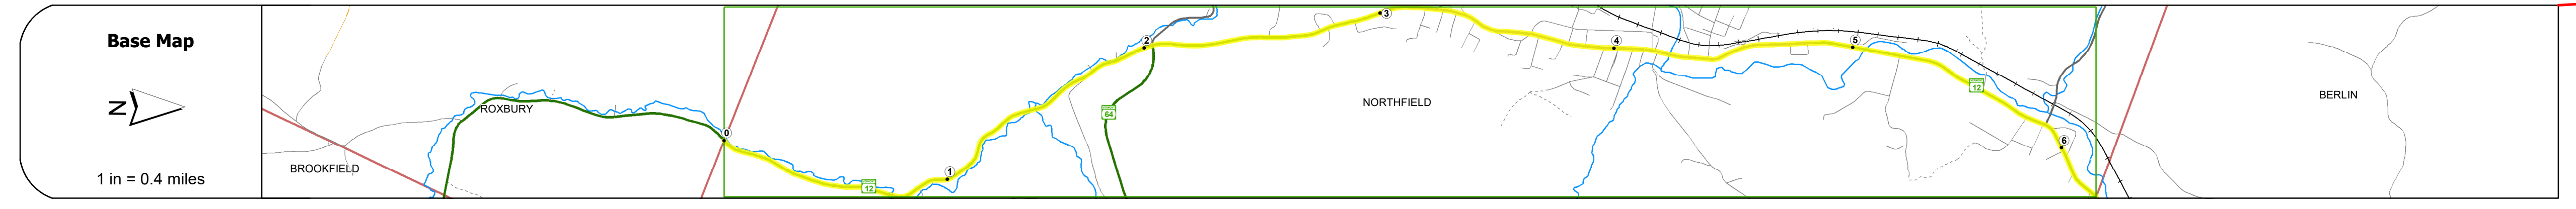 Base Map
N
1 in = 0.4 miles
BROOKFIELD
ROXBURY
0
12
1
2
64
3
NORTHFIELD
4
5
12
6
BERLIN